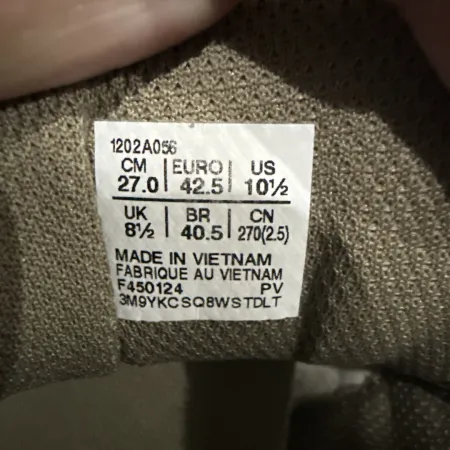 1202A056
CM EURO US
27.0 42.5 10½
UK BR CN
8½ 40.5 270(2.5)
MADE IN VIETNAM
FABRIQUE AU VIETNAM
F450124 PV
3M9YKCSQ8WSTDLT